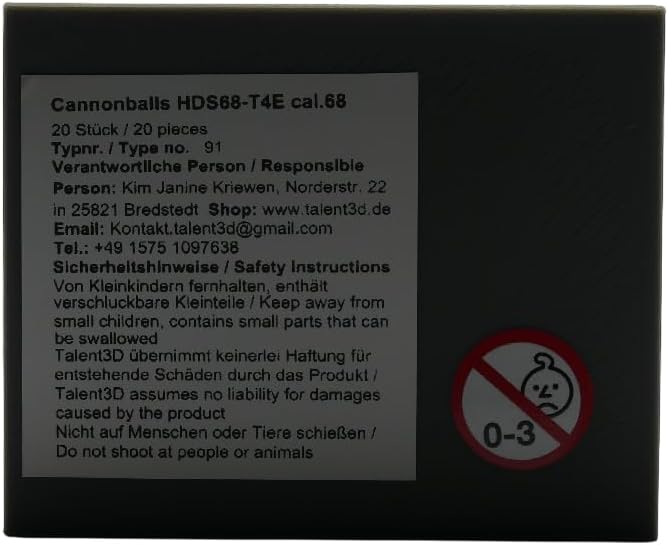 Cannonballs HDS68-T4E cal.68
20 Stück / 20 pieces
Typnr. / Type no. 91
Verantwortliche Person / Responsible
Person: Kim Janine Kriewen, Norderstr. 22
in 25821 Bredstedt Shop: www.talent3d.de
Email: Kontakt.talent3d@gmail.com
Tel.: +49 1575 1097638
Sicherheitshinweise / Safety Instructions
Von Kleinkindern fernhalten, enthält
verschluckbare Kleinteile / Keep away from
small children, contains small parts that can
be swallowed
Talent3D übernimmt keinerlei Haftung für
entstehende Schäden durch das Produkt /
Talent3D assumes no liability for damages
caused by the product
Nicht auf Menschen oder Tiere schießen /
Do not shoot at people or animals
0-3